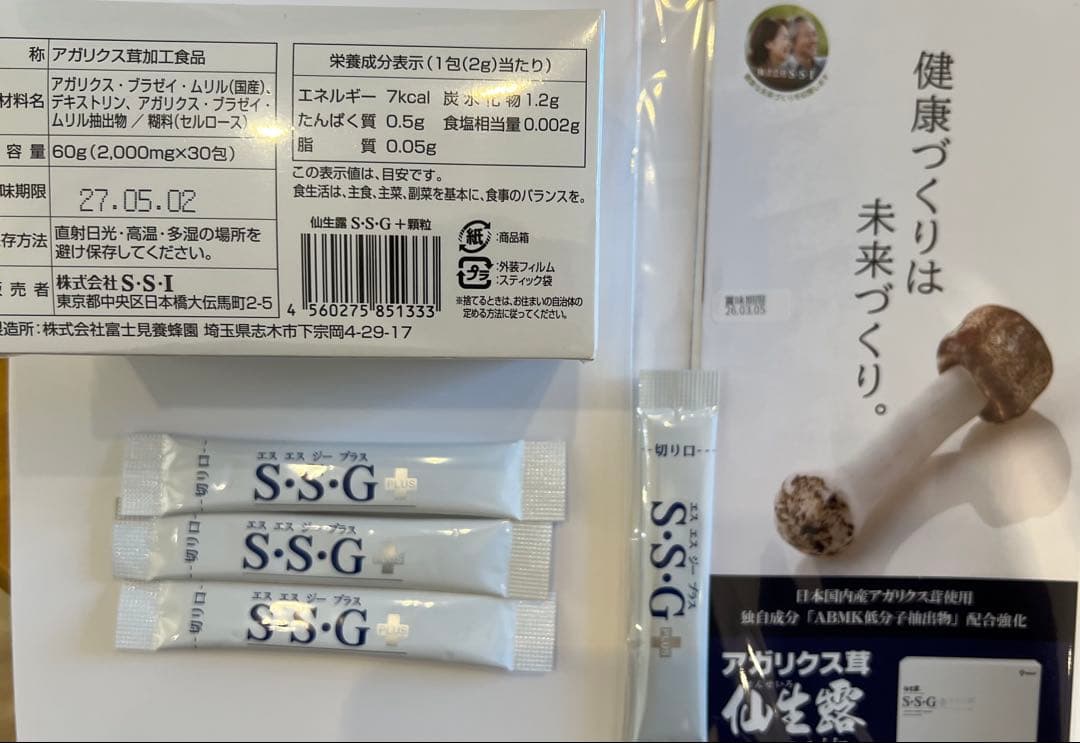 称 アガリクス茸加工食品
材料名 アガリクス・ブラゼイ・ムリル(国産)、
デキストリン、アガリクス・ブラゼイ・
ムリル抽出物／糊料(セルロース)
容量 60g(2,000mg×30包)
味期限 27.05.02
存方法 直射日光・高温・多湿の場所を
避け保存してください。
売者 株式会社 S・S・I
東京都中央区日本橋大伝馬町2-5
製造所:株式会社富士見養蜂園 埼玉県志木市下宗岡4-29-17
栄養成分表示(1包(2g)当たり)
エネルギー 7kcal 炭水化物1.2g
たんぱく質 0.5g 食塩相当量0.002g
脂質 0.05g
この表示値は、目安です。
食生活は、主食、主菜、副菜を基本に、食事のバランスを。
仙生露 S・S・G+顆粒
4 560275 851333
紙 :商品箱
プラ :外装フィルム
:スティック袋
※捨てるときは、お住まいの自治体の
定める方法に従ってください。
切り口
エス エス ジー プラス
S・S・G PLUS
切り口
エス エス ジー プラス
S・S・G
切り口
エス エス ジー プラス
S・S・G PLUS
切り口
エス エス ジー プラス
S・S・G PLUS
株式会社S.S.I
健康づくりは
未来づくり。
賞味期限
26.03.05
日本国内産アガリクス茸使用
独自成分「ABMK低分子抽出物」配合強化
アガリクス茸
せんせいろ
仙生露
S・S・G